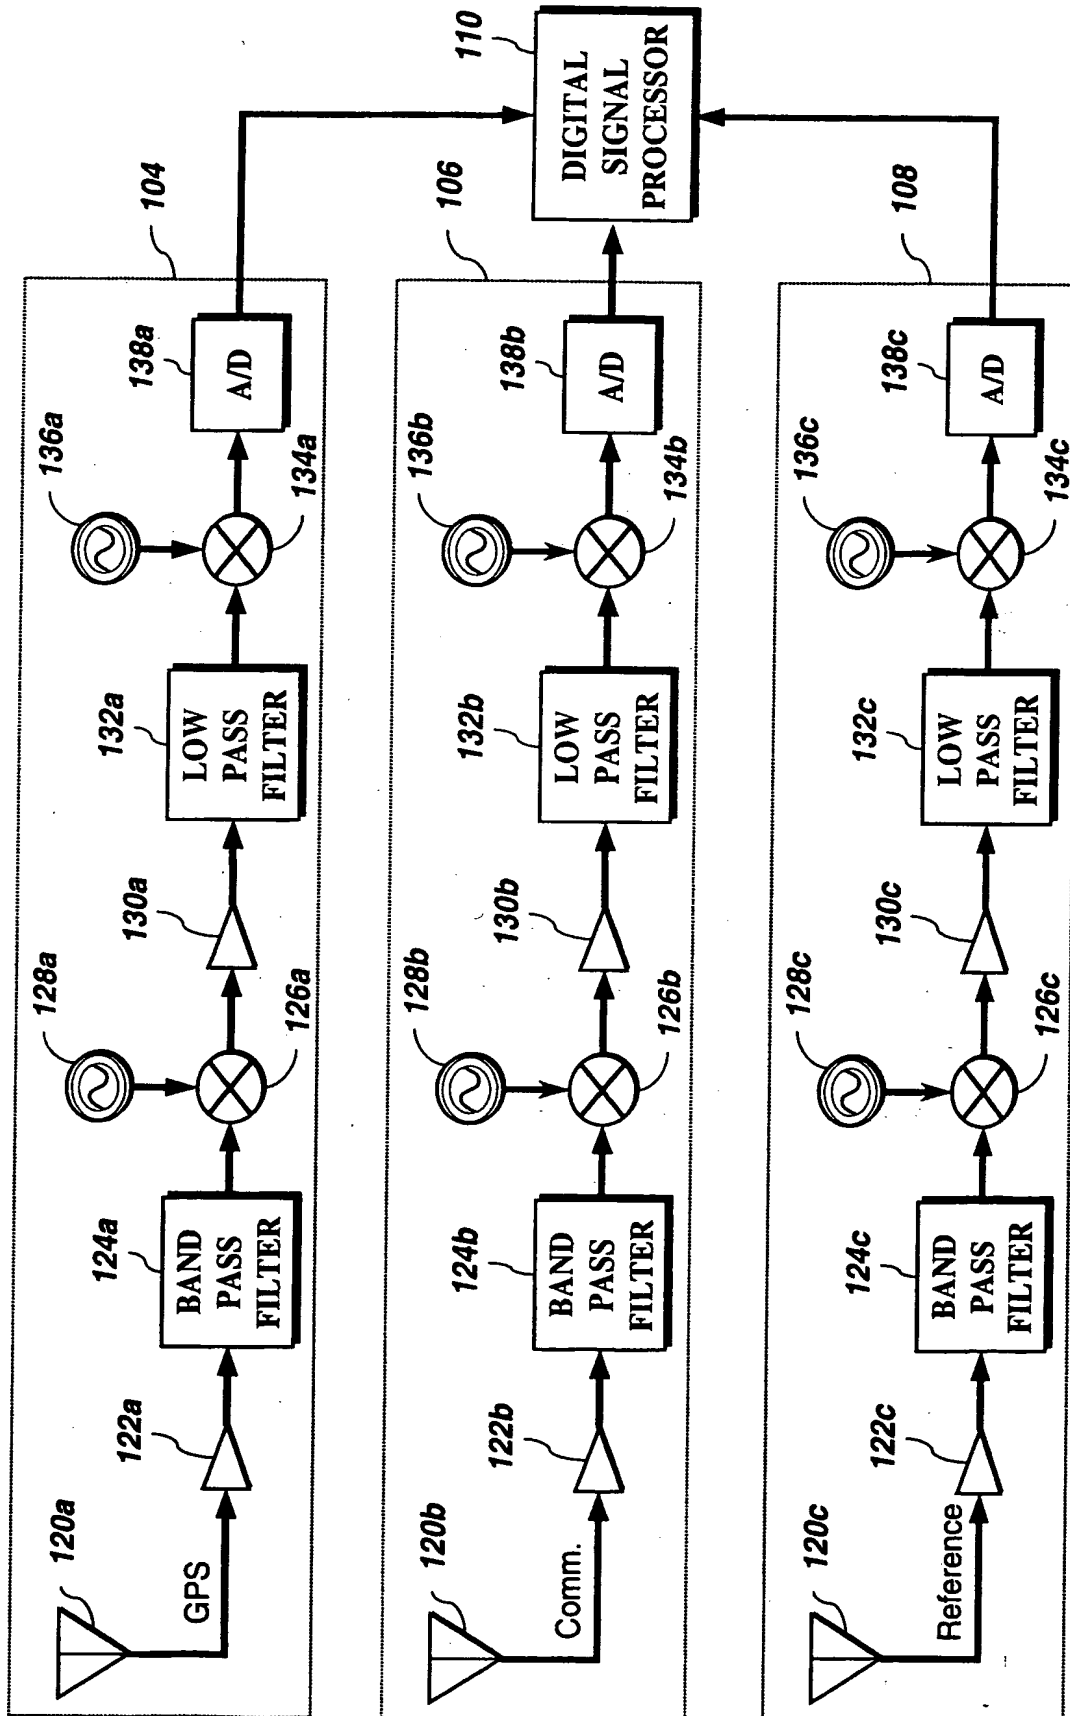 104
120a
GPS
122a
124a
BAND
PASS
FILTER
128a
126a
130a
132a
LOW
PASS
FILTER
136a
134a
138a
A/D
106
120b
Comm.
122b
124b
BAND
PASS
FILTER
128b
126b
130b
132b
LOW
PASS
FILTER
136b
134b
138b
A/D
110
DIGITAL
SIGNAL
PROCESSOR
108
120c
Reference
122c
124c
BAND
PASS
FILTER
128c
126c
130c
132c
LOW
PASS
FILTER
136c
134c
138c
A/D